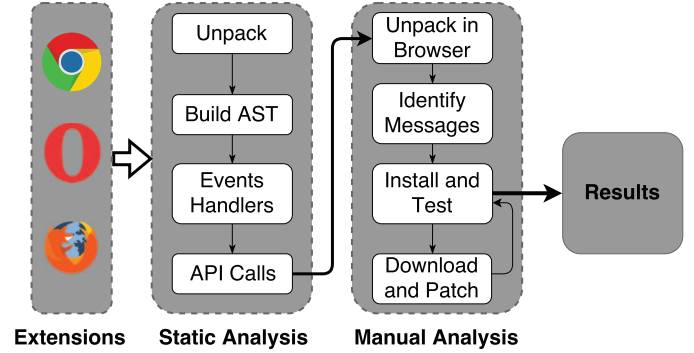 Unpack
Build AST
Events
Handlers
API Calls
Unpack in
Browser
Identify
Messages
Install and
Test
Download
and Patch
Results
Extensions
Static Analysis
Manual Analysis